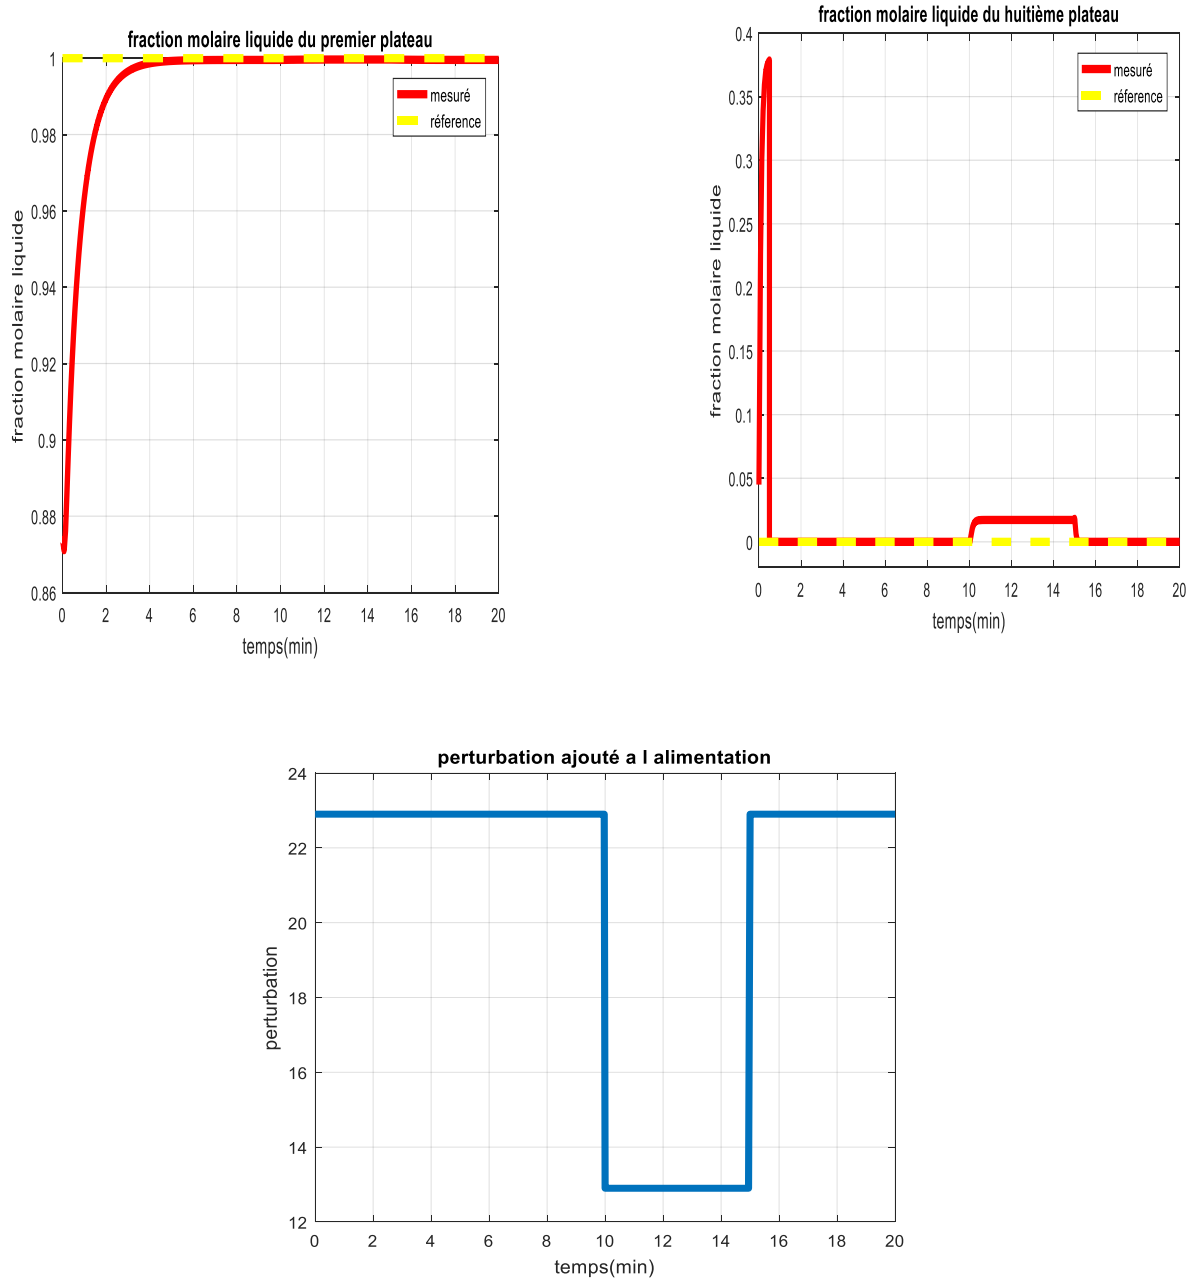 fraction molaire liquide du premier plateau
1
0.98
0.96
0.94
0.92
0.9
0.88
0.86
fraction molaire liquide
mesuré
réference
0 2 4 6 8 10 12 14 16 18 20
temps(min)
fraction molaire liquide du huitième plateau
0.4
0.35
0.3
0.25
0.2
0.15
0.1
0.05
0
fraction molaire liquide
mesuré
réference
0 2 4 6 8 10 12 14 16 18 20
temps(min)
perturbation ajouté a l alimentation
24
22
20
18
16
14
12
perturbation
0 2 4 6 8 10 12 14 16 18 20
temps(min)